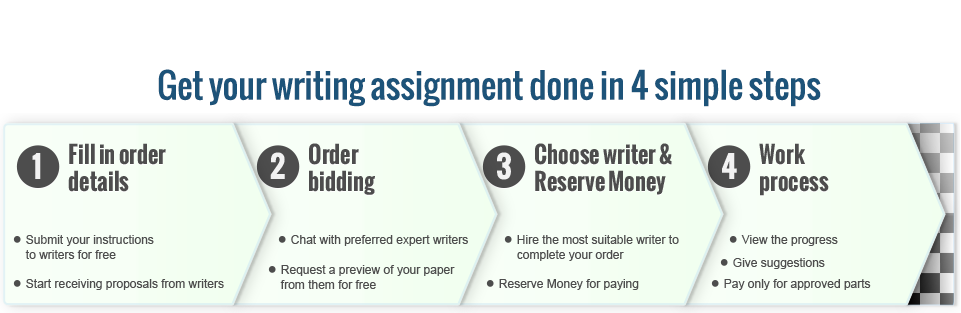 Get your writing assignment done in 4 simple steps
1
Fill in order
details
• Submit your instructions
to writers for free
• Start receiving proposals from writers
2
Order
bidding
• Chat with preferred expert writers
• Request a preview of your paper
from them for free
3
Choose writer &
Reserve Money
• Hire the most suitable writer to
complete your order
• Reserve Money for paying
4
Work
process
• View the progress
• Give suggestions
• Pay only for approved parts